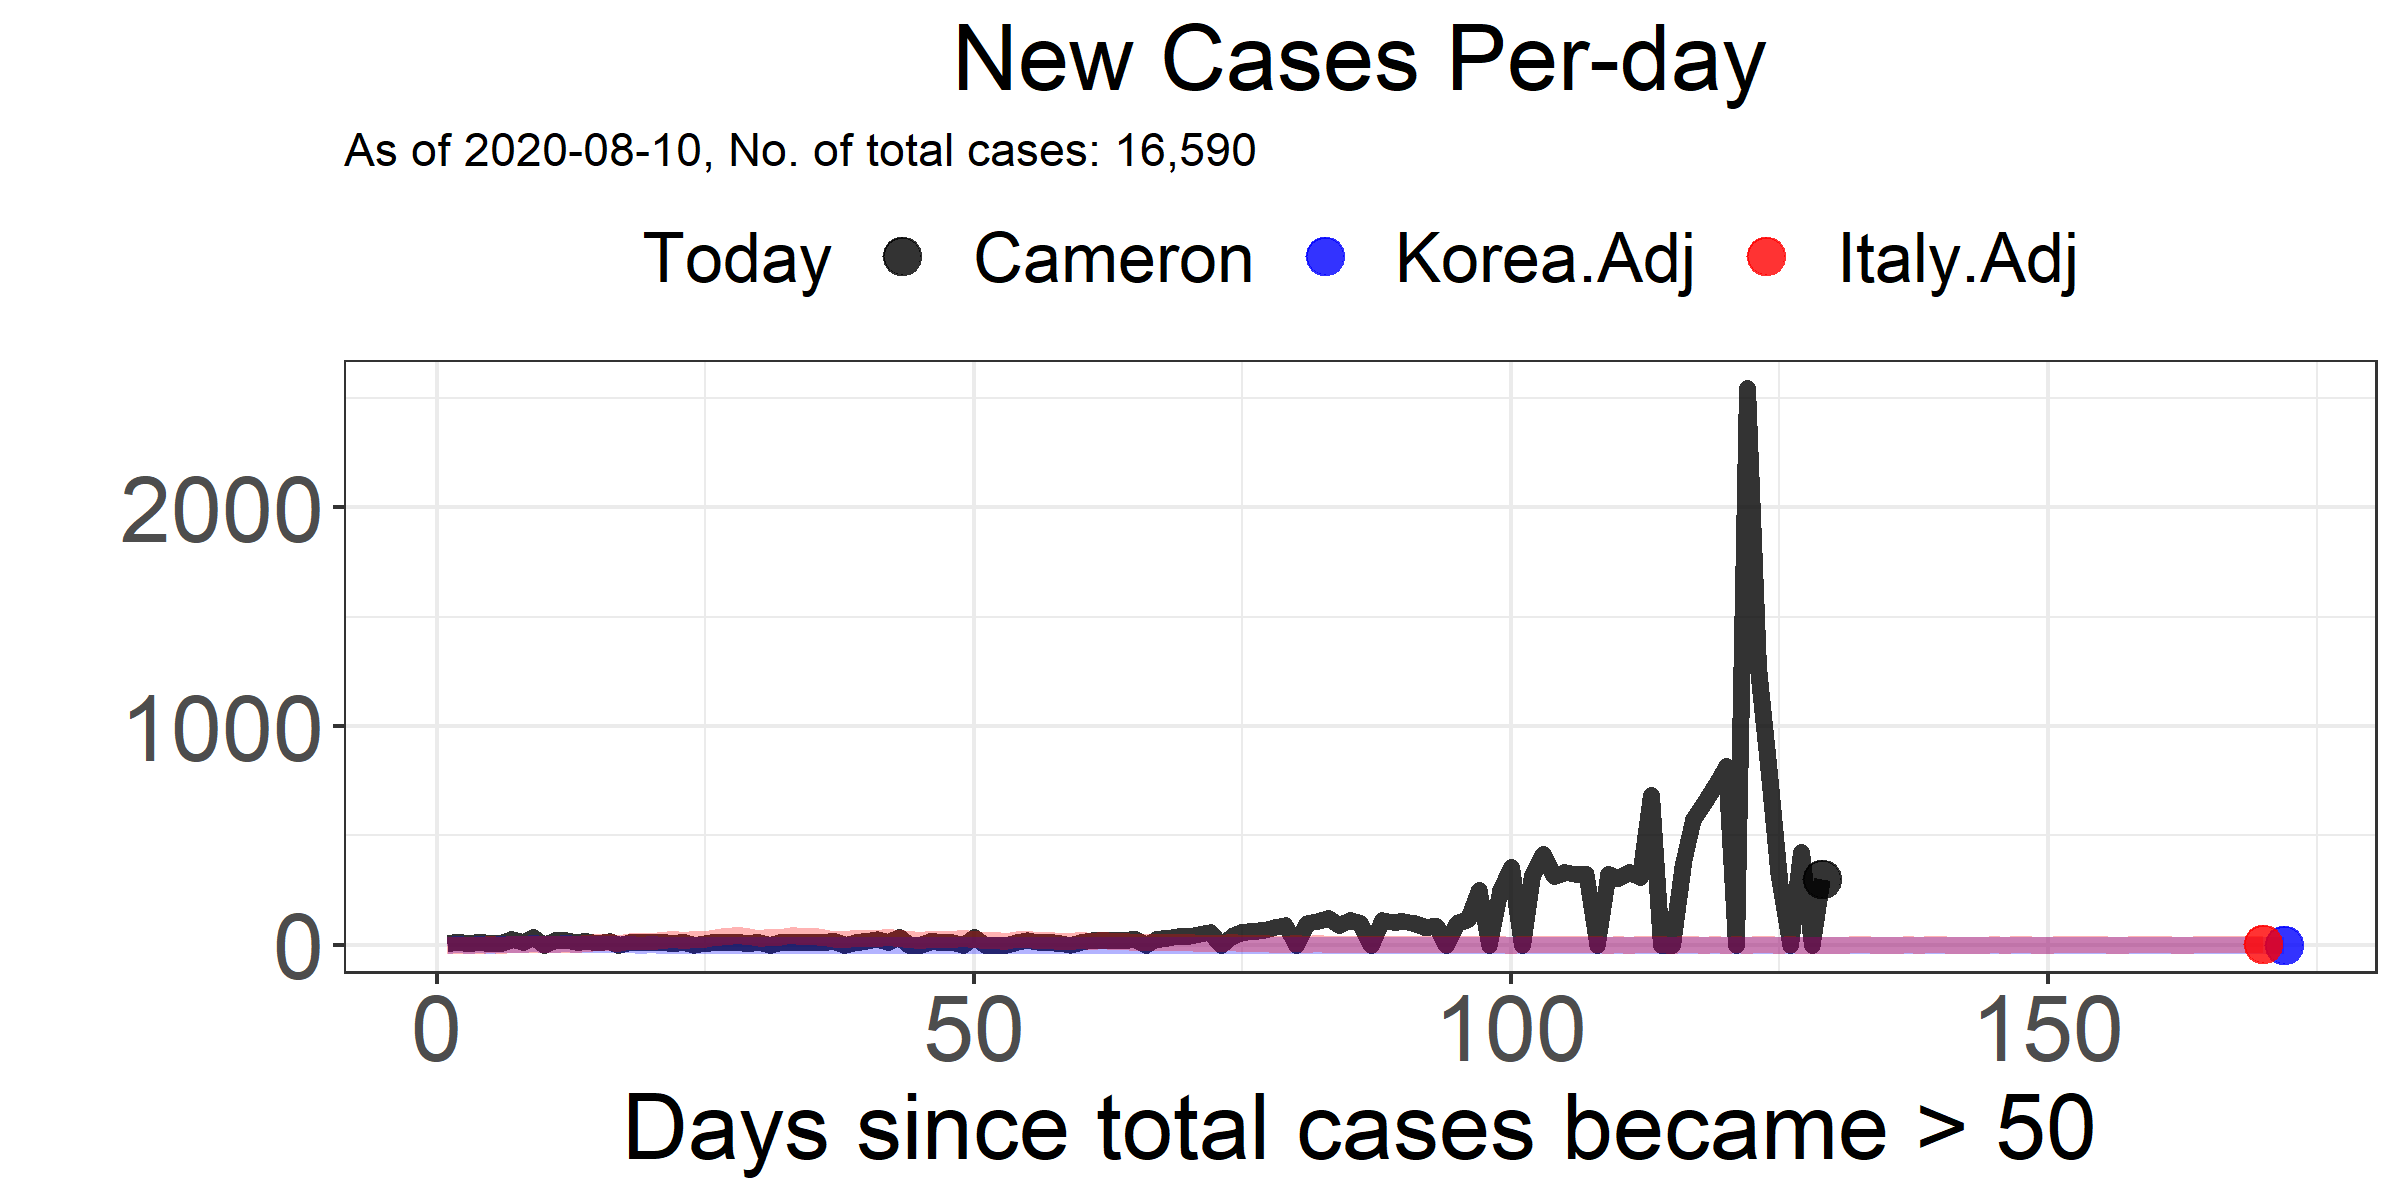 New Cases Per-day
As of 2020-08-10, No. of total cases: 16,590
Today Cameron Korea.Adj Italy.Adj
2000
1000
0
0 50 100 150
Days since total cases became > 50